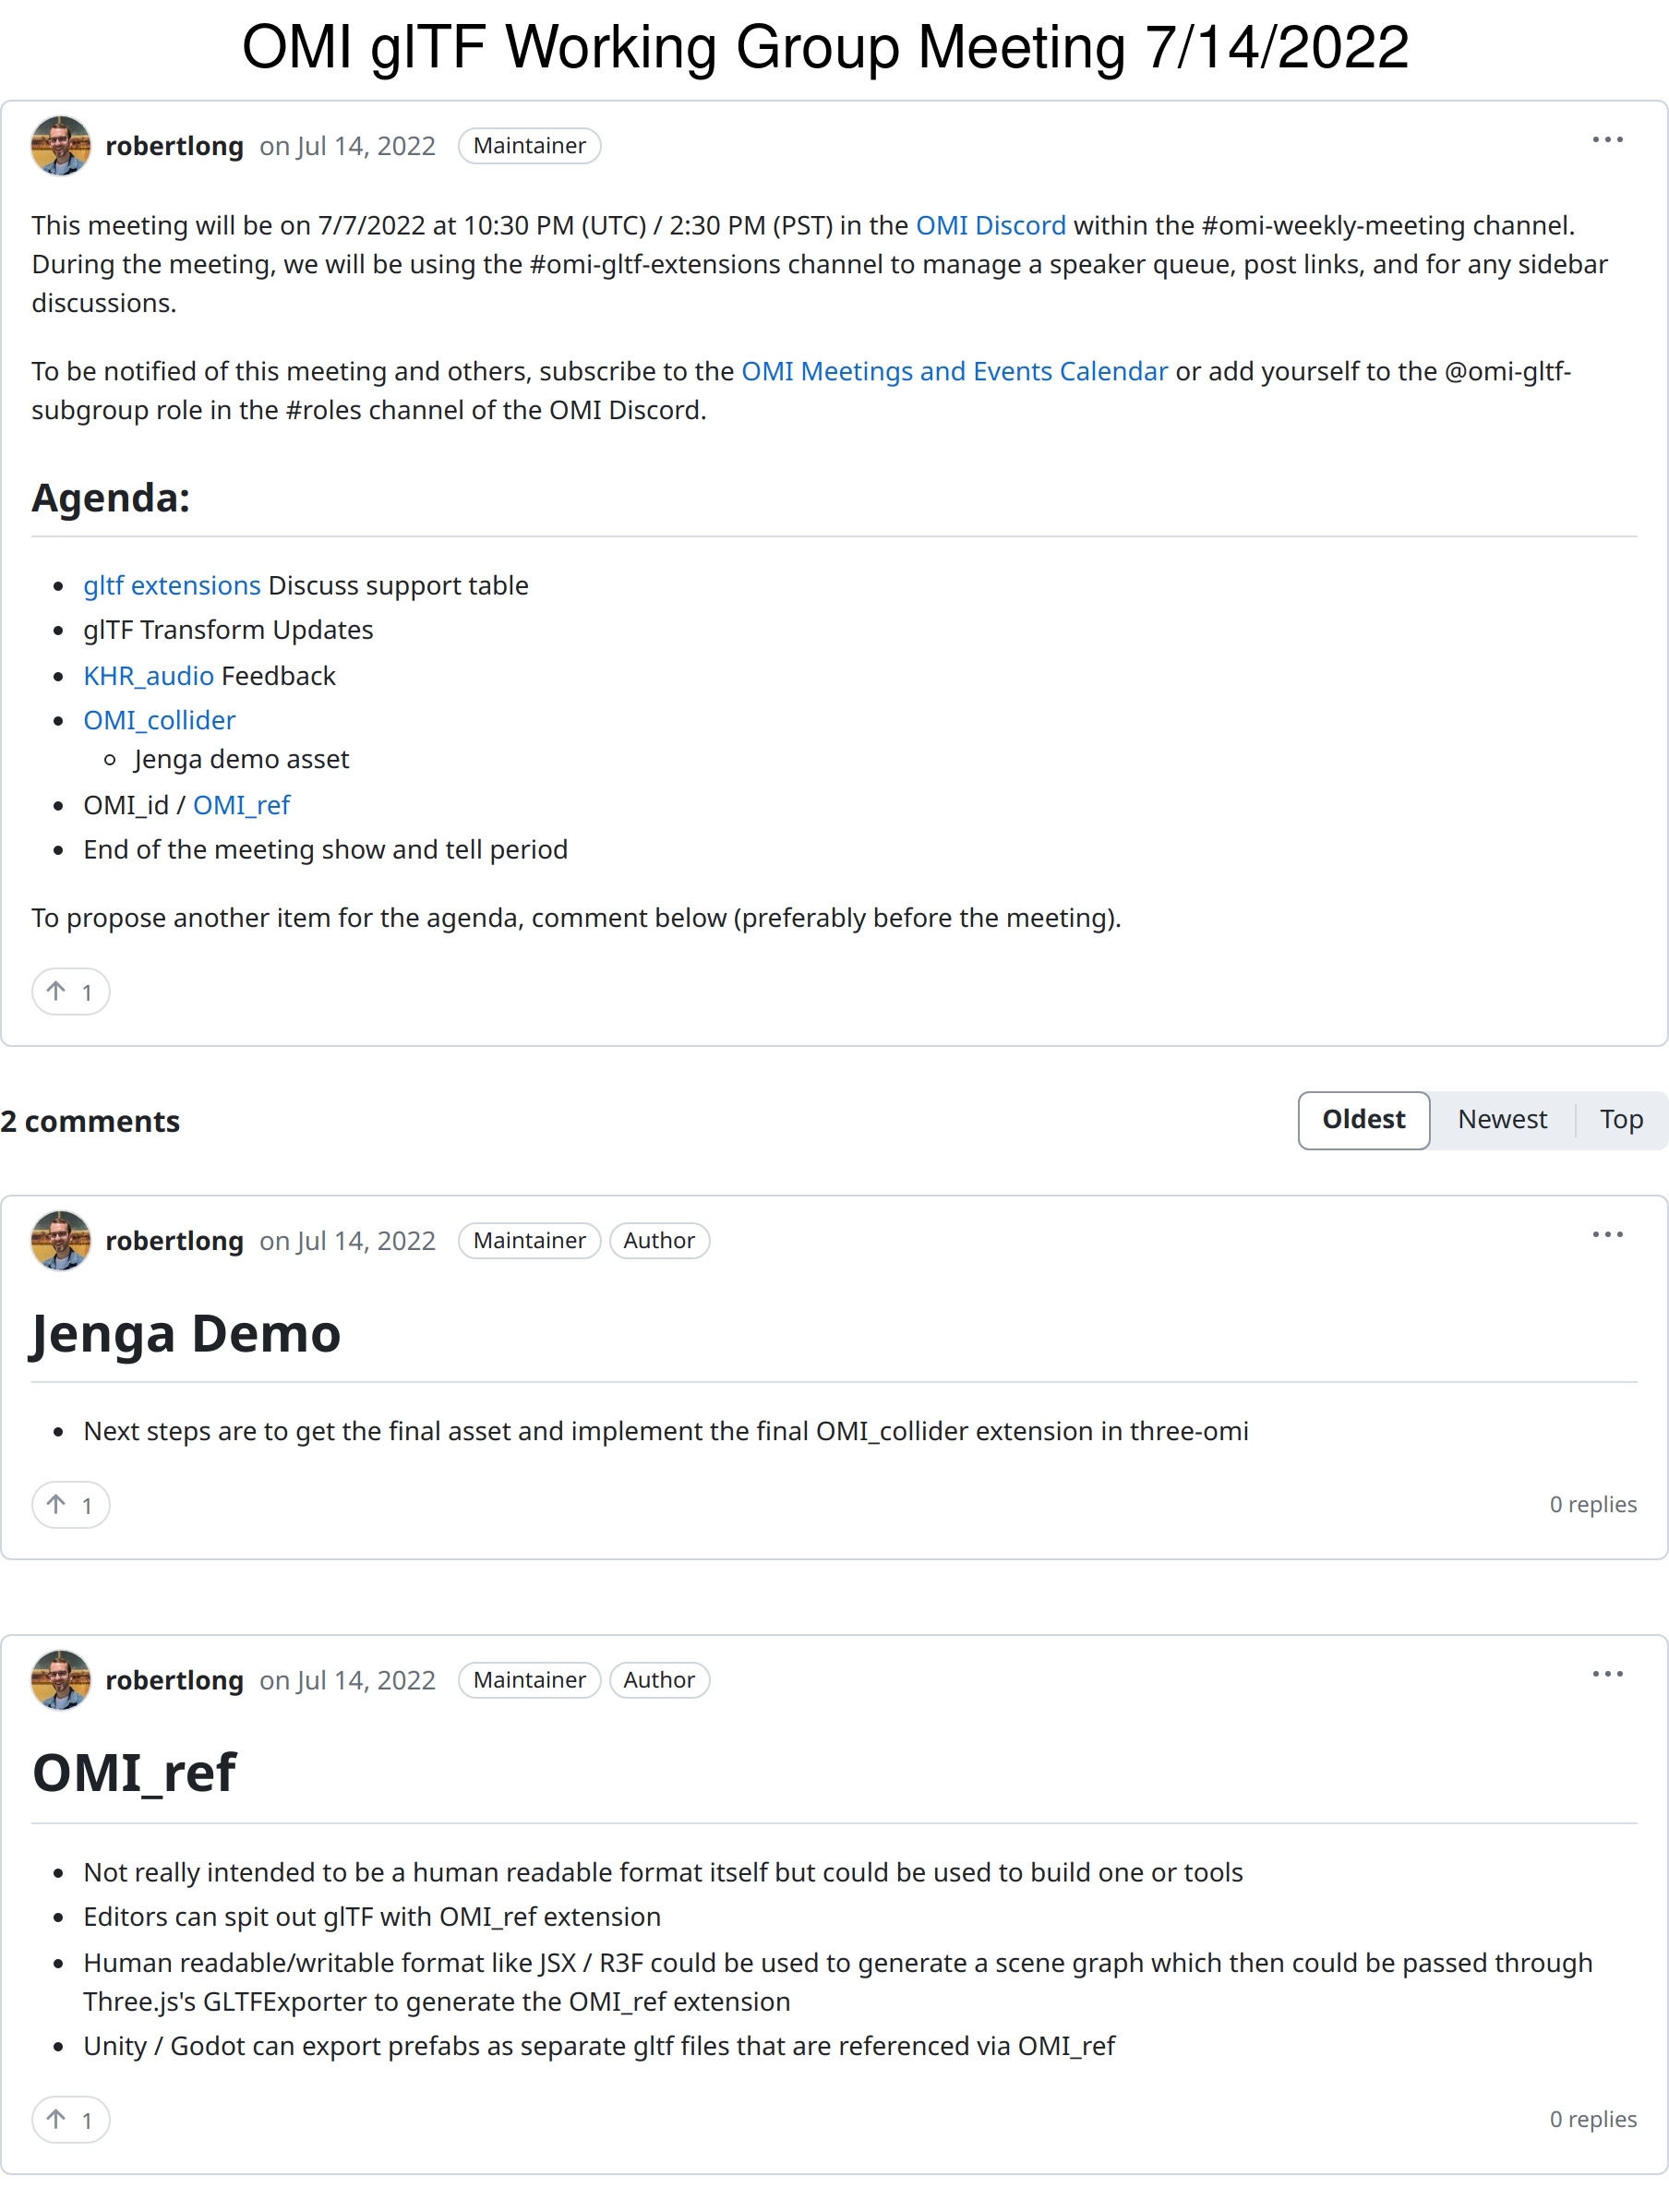 OMI glTF Working Group Meeting 7/14/2022
robertlong on Jul 14, 2022 Maintainer
This meeting will be on 7/7/2022 at 10:30 PM (UTC) / 2:30 PM (PST) in the OMI Discord within the #omi-weekly-meeting channel.
During the meeting, we will be using the #omi-gltf-extensions channel to manage a speaker queue, post links, and for any sidebar
discussions.
To be notified of this meeting and others, subscribe to the OMI Meetings and Events Calendar or add yourself to the @omi-gltf-
subgroup role in the #roles channel of the OMI Discord.
Agenda:
gltf extensions Discuss support table
glTF Transform Updates
KHR_audio Feedback
OMI_collider
Jenga demo asset
OMI_id / OMI_ref
End of the meeting show and tell period
To propose another item for the agenda, comment below (preferably before the meeting).
1
2 comments
Oldest Newest Top
robertlong on Jul 14, 2022 Maintainer Author
Jenga Demo
Next steps are to get the final asset and implement the final OMI_collider extension in three-omi
1 0 replies
robertlong on Jul 14, 2022 Maintainer Author
OMI_ref
Not really intended to be a human readable format itself but could be used to build one or tools
Editors can spit out glTF with OMI_ref extension
Human readable/writable format like JSX / R3F could be used to generate a scene graph which then could be passed through
Three.js's GLTFExporter to generate the OMI_ref extension
Unity / Godot can export prefabs as separate gltf files that are referenced via OMI_ref
1 0 replies